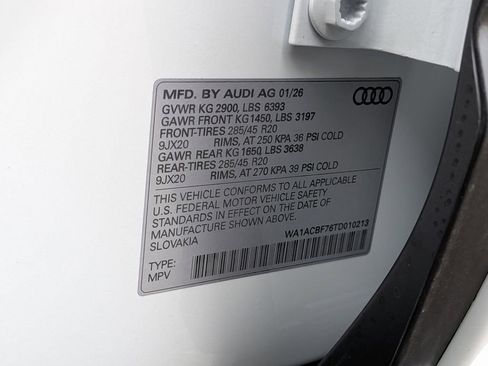 MFD. BY AUDI AG 01/26
GVWR KG 2900, LBS 6393
GAWR FRONT KG1450, LBS 3197
FRONT-TIRES 285/45 R20
9JX20 RIMS, AT 250 KPA 36 PSI COLD
GAWR REAR KG 1650, LBS 3638
REAR-TIRES 285/45 R20
9JX20 RIMS, AT 270 KPA 39 PSI COLD
THIS VEHICLE CONFORMS TO ALL APPLICABLE
U.S. FEDERAL MOTOR VEHICLE SAFETY
STANDARDS IN EFFECT ON THE DATE OF
MANUFACTURE SHOWN ABOVE.
SLOVAKIA
WA1ACBF76TD010213
TYPE:
MPV